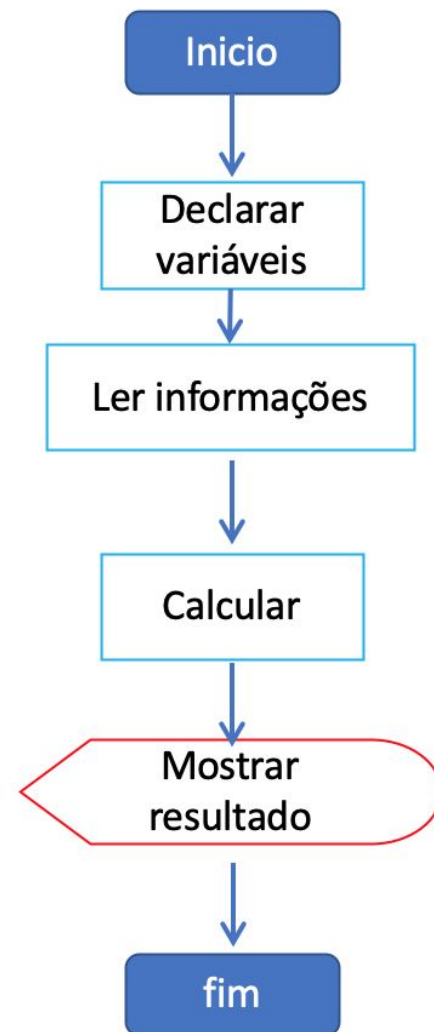 Inicio
Declarar
variáveis
Ler informações
Calcular
Mostrar
resultado
fim